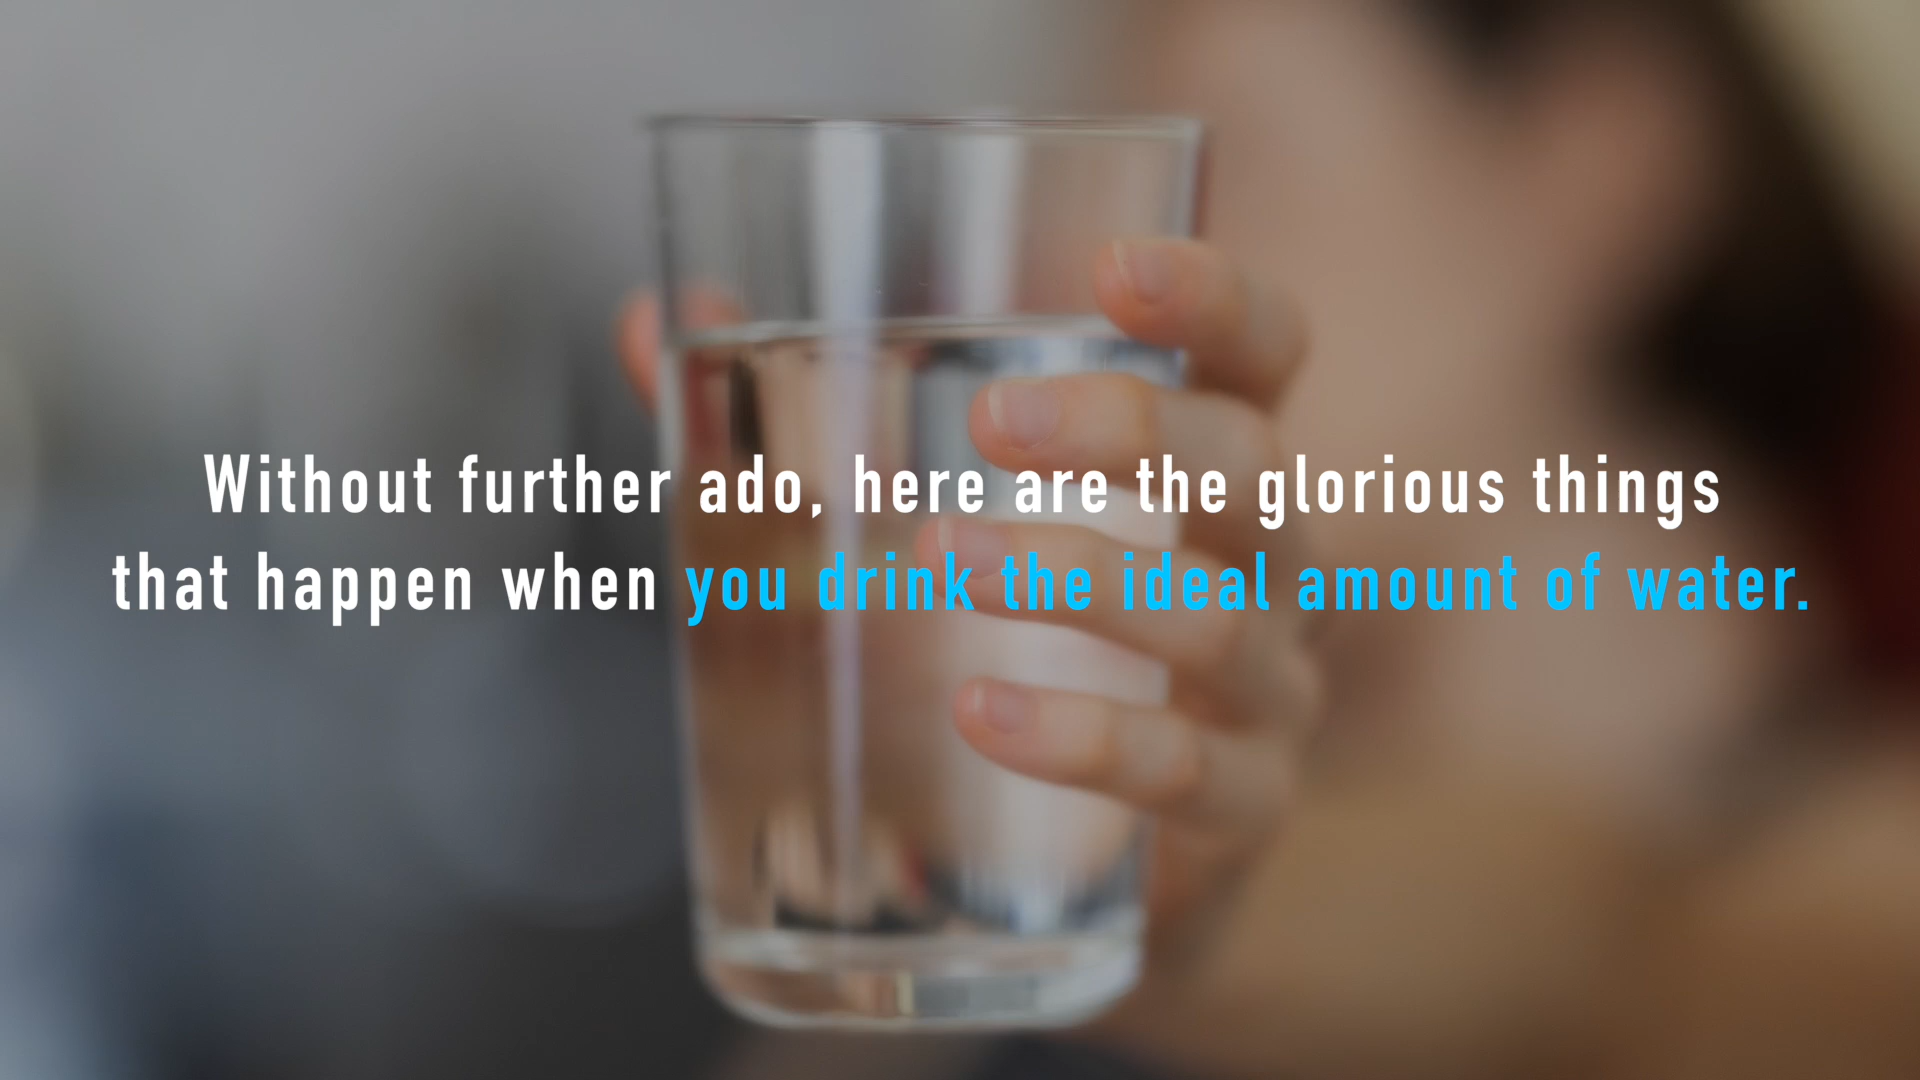 Without further ado, here are the glorious things
that happen when you drink the ideal amount of water.